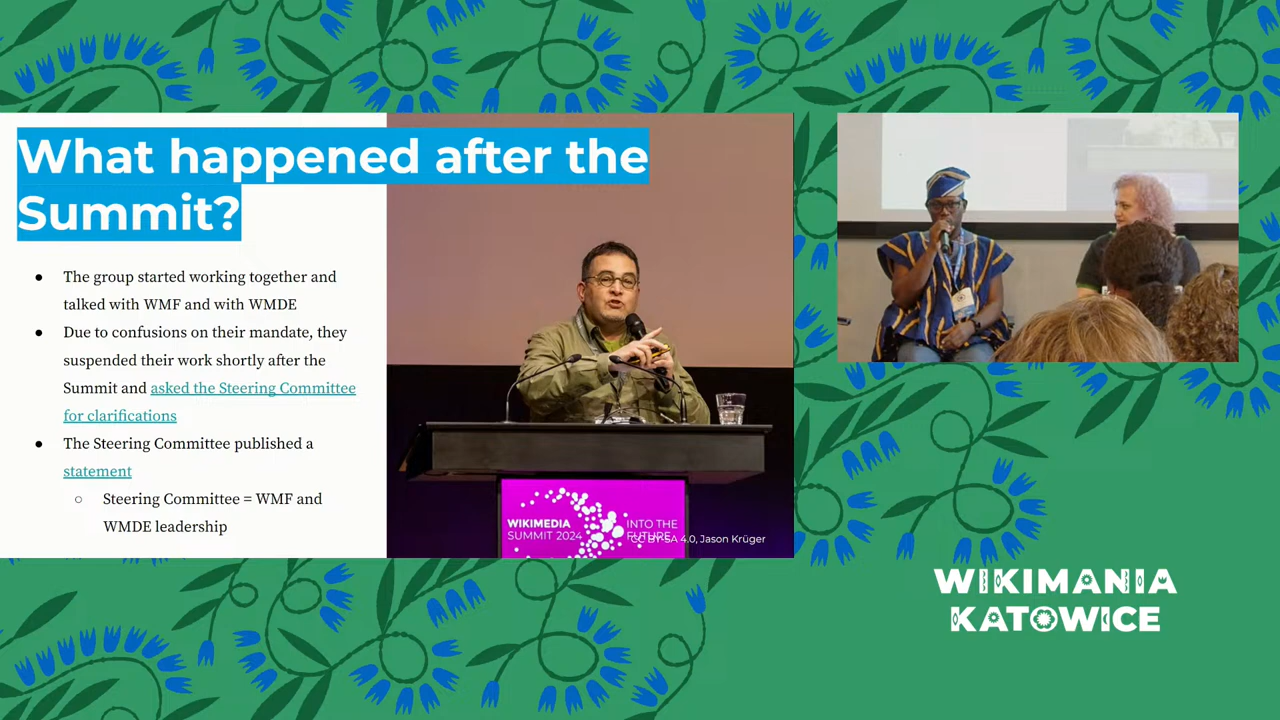 What happened after the
Summit?
● The group started working together and
talked with WMF and with WMDE
● Due to confusions on their mandate, they
suspended their work shortly after the
Summit and asked the Steering Committee
for clarifications
● The Steering Committee published a
statement
○ Steering Committee = WMF and
WMDE leadership
WIKIMEDIA
SUMMIT 2024
INTO THE
FUTURE
CC BY-SA 4.0, Jason Krüger
WIKIMANIA
KATOWICE